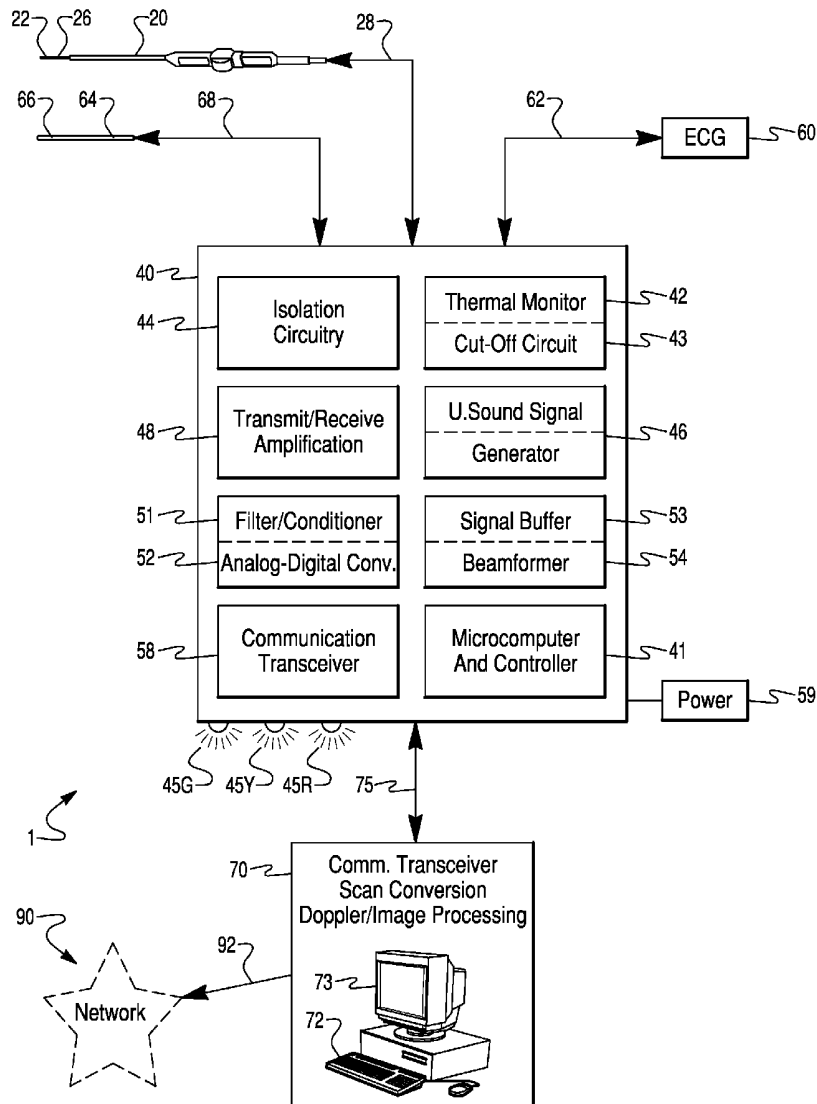 22 26 20 28
66 64 68 62
ECG 60
40
44 Isolation Circuitry Thermal Monitor 42
Cut-Off Circuit 43
48 Transmit/Receive Amplification U.Sound Signal Generator 46
51 Filter/Conditioner Signal Buffer 53
52 Analog-Digital Conv. Beamformer 54
58 Communication Transceiver Microcomputer And Controller 41
Power 59
45G 45Y 45R 75
1
70 Comm. Transceiver
Scan Conversion
Doppler/Image Processing
90 92
Network
73
72